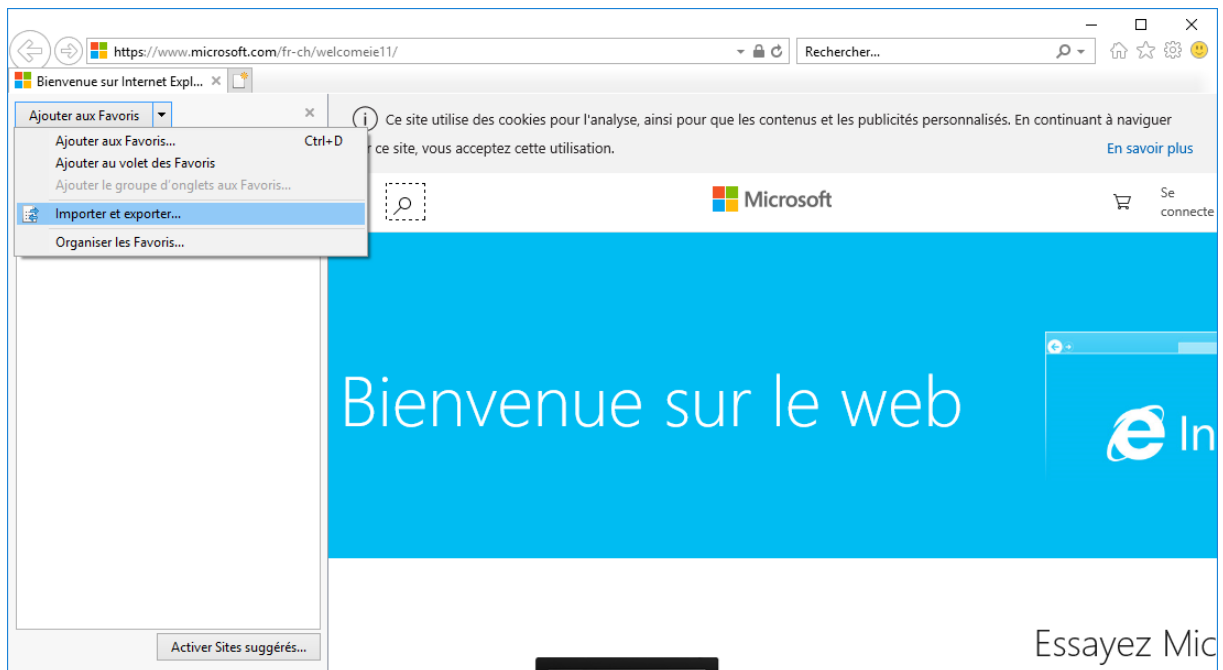 https://www.microsoft.com/fr-ch/welcomeie11/
Rechercher...
Bienvenue sur Internet Expl...
Ajouter aux Favoris
Ajouter aux Favoris... Ctrl+D
Ajouter au volet des Favoris
Ajouter le groupe d'onglets aux Favoris...
Importer et exporter...
Organiser les Favoris...
Ce site utilise des cookies pour l'analyse, ainsi pour que les contenus et les publicités personnalisés. En continuant à naviguer
ce site, vous acceptez cette utilisation.
En savoir plus
Microsoft
Se
connecte
Bienvenue sur le web
In
Activer Sites suggérés...
Essayez Mic